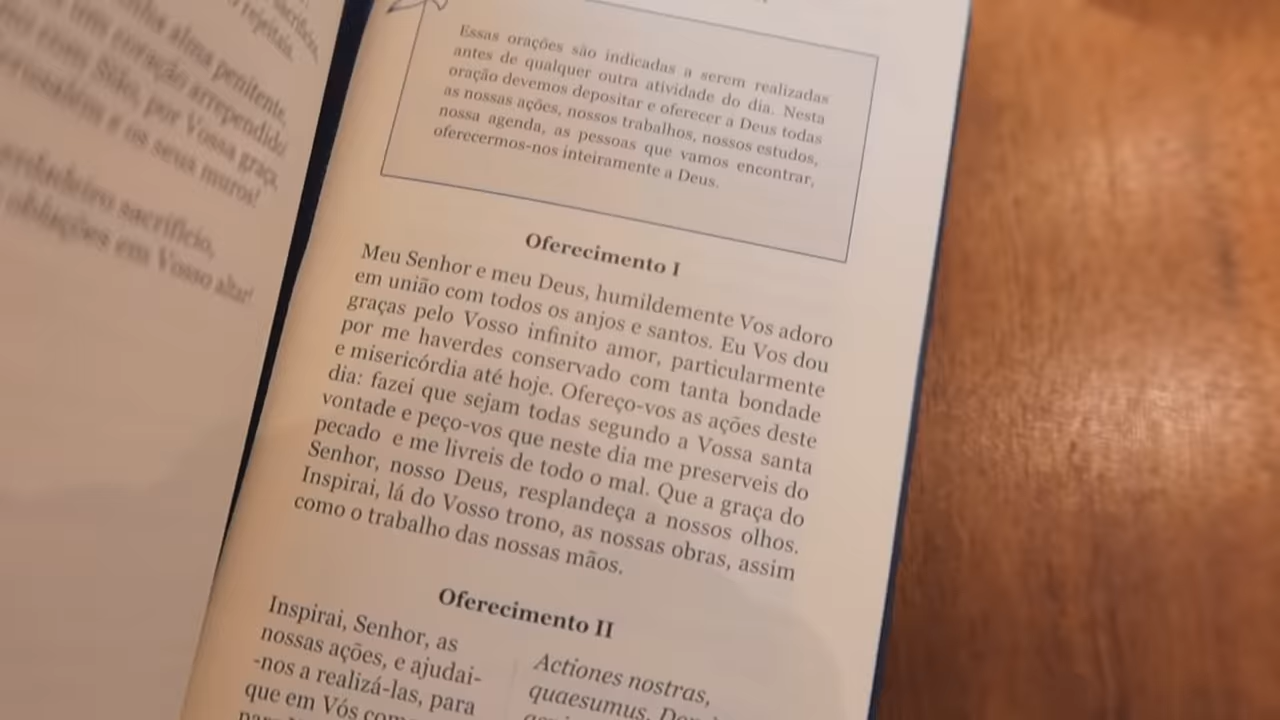 sacrifícios,
rejeitais.
minha alma penitente,
um coração arrependido!
com Sião, por Vossa graça,
e os seus muros!
verdadeiro sacrifício,
oblações em Vosso altar!
Essas orações são indicadas a serem realizadas
antes de qualquer outra atividade do dia. Nesta
oração devemos depositar e oferecer a Deus todas
as nossas ações, nossos trabalhos, nossos estudos,
nossa agenda, as pessoas que vamos encontrar,
oferecermos-nos inteiramente a Deus.
Oferecimento I
Meu Senhor e meu Deus, humildemente Vos adoro
em união com todos os anjos e santos. Eu Vos dou
graças pelo Vosso infinito amor, particularmente
por me haverdes conservado com tanta bondade
e misericórdia até hoje. Ofereço-vos as ações deste
dia: fazei que sejam todas segundo a Vossa santa
vontade e peço-vos que neste dia me preserveis do
pecado e me livreis de todo o mal. Que a graça do
Senhor, nosso Deus, resplandeça a nossos olhos.
Inspirai, lá do Vosso trono, as nossas obras, assim
como o trabalho das nossas mãos.
Oferecimento II
Inspirai, Senhor, as
nossas ações, e ajudai-
-nos a realizá-las, para
que em Vós
Actiones nostras,
quaesumus,